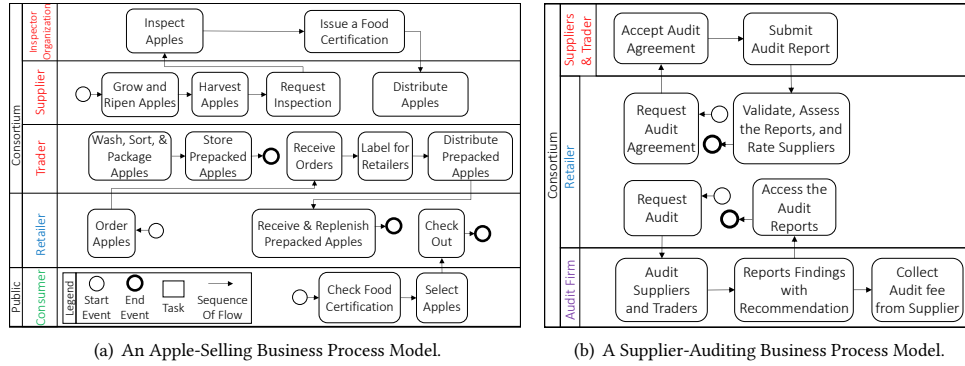 Consortium
Public
Inspector
Organization
Supplier
Trader
Retailer
Consumer
Inspect
Apples
Issue a Food
Certification
Grow and
Ripen Apples
Harvest
Apples
Request
Inspection
Distribute
Apples
Wash, Sort, &
Package
Apples
Store
Prepacked
Apples
Receive
Orders
Label for
Retailers
Distribute
Prepacked
Apples
Order
Apples
Receive & Replenish
Prepacked Apples
Check
Out
Check Food
Certification
Select
Apples
Legend
Start
Event
End
Event
Task
Sequence
Of Flow
(a) An Apple-Selling Business Process Model.
Consortium
Suppliers
& Trader
Retailer
Audit Firm
Accept Audit
Agreement
Submit
Audit Report
Request
Audit
Agreement
Validate, Assess
the Reports, and
Rate Suppliers
Request
Audit
Access the
Audit
Reports
Audit
Suppliers
and Traders
Reports Findings
with
Recommendation
Collect
Audit fee
from Supplier
(b) A Supplier-Auditing Business Process Model.